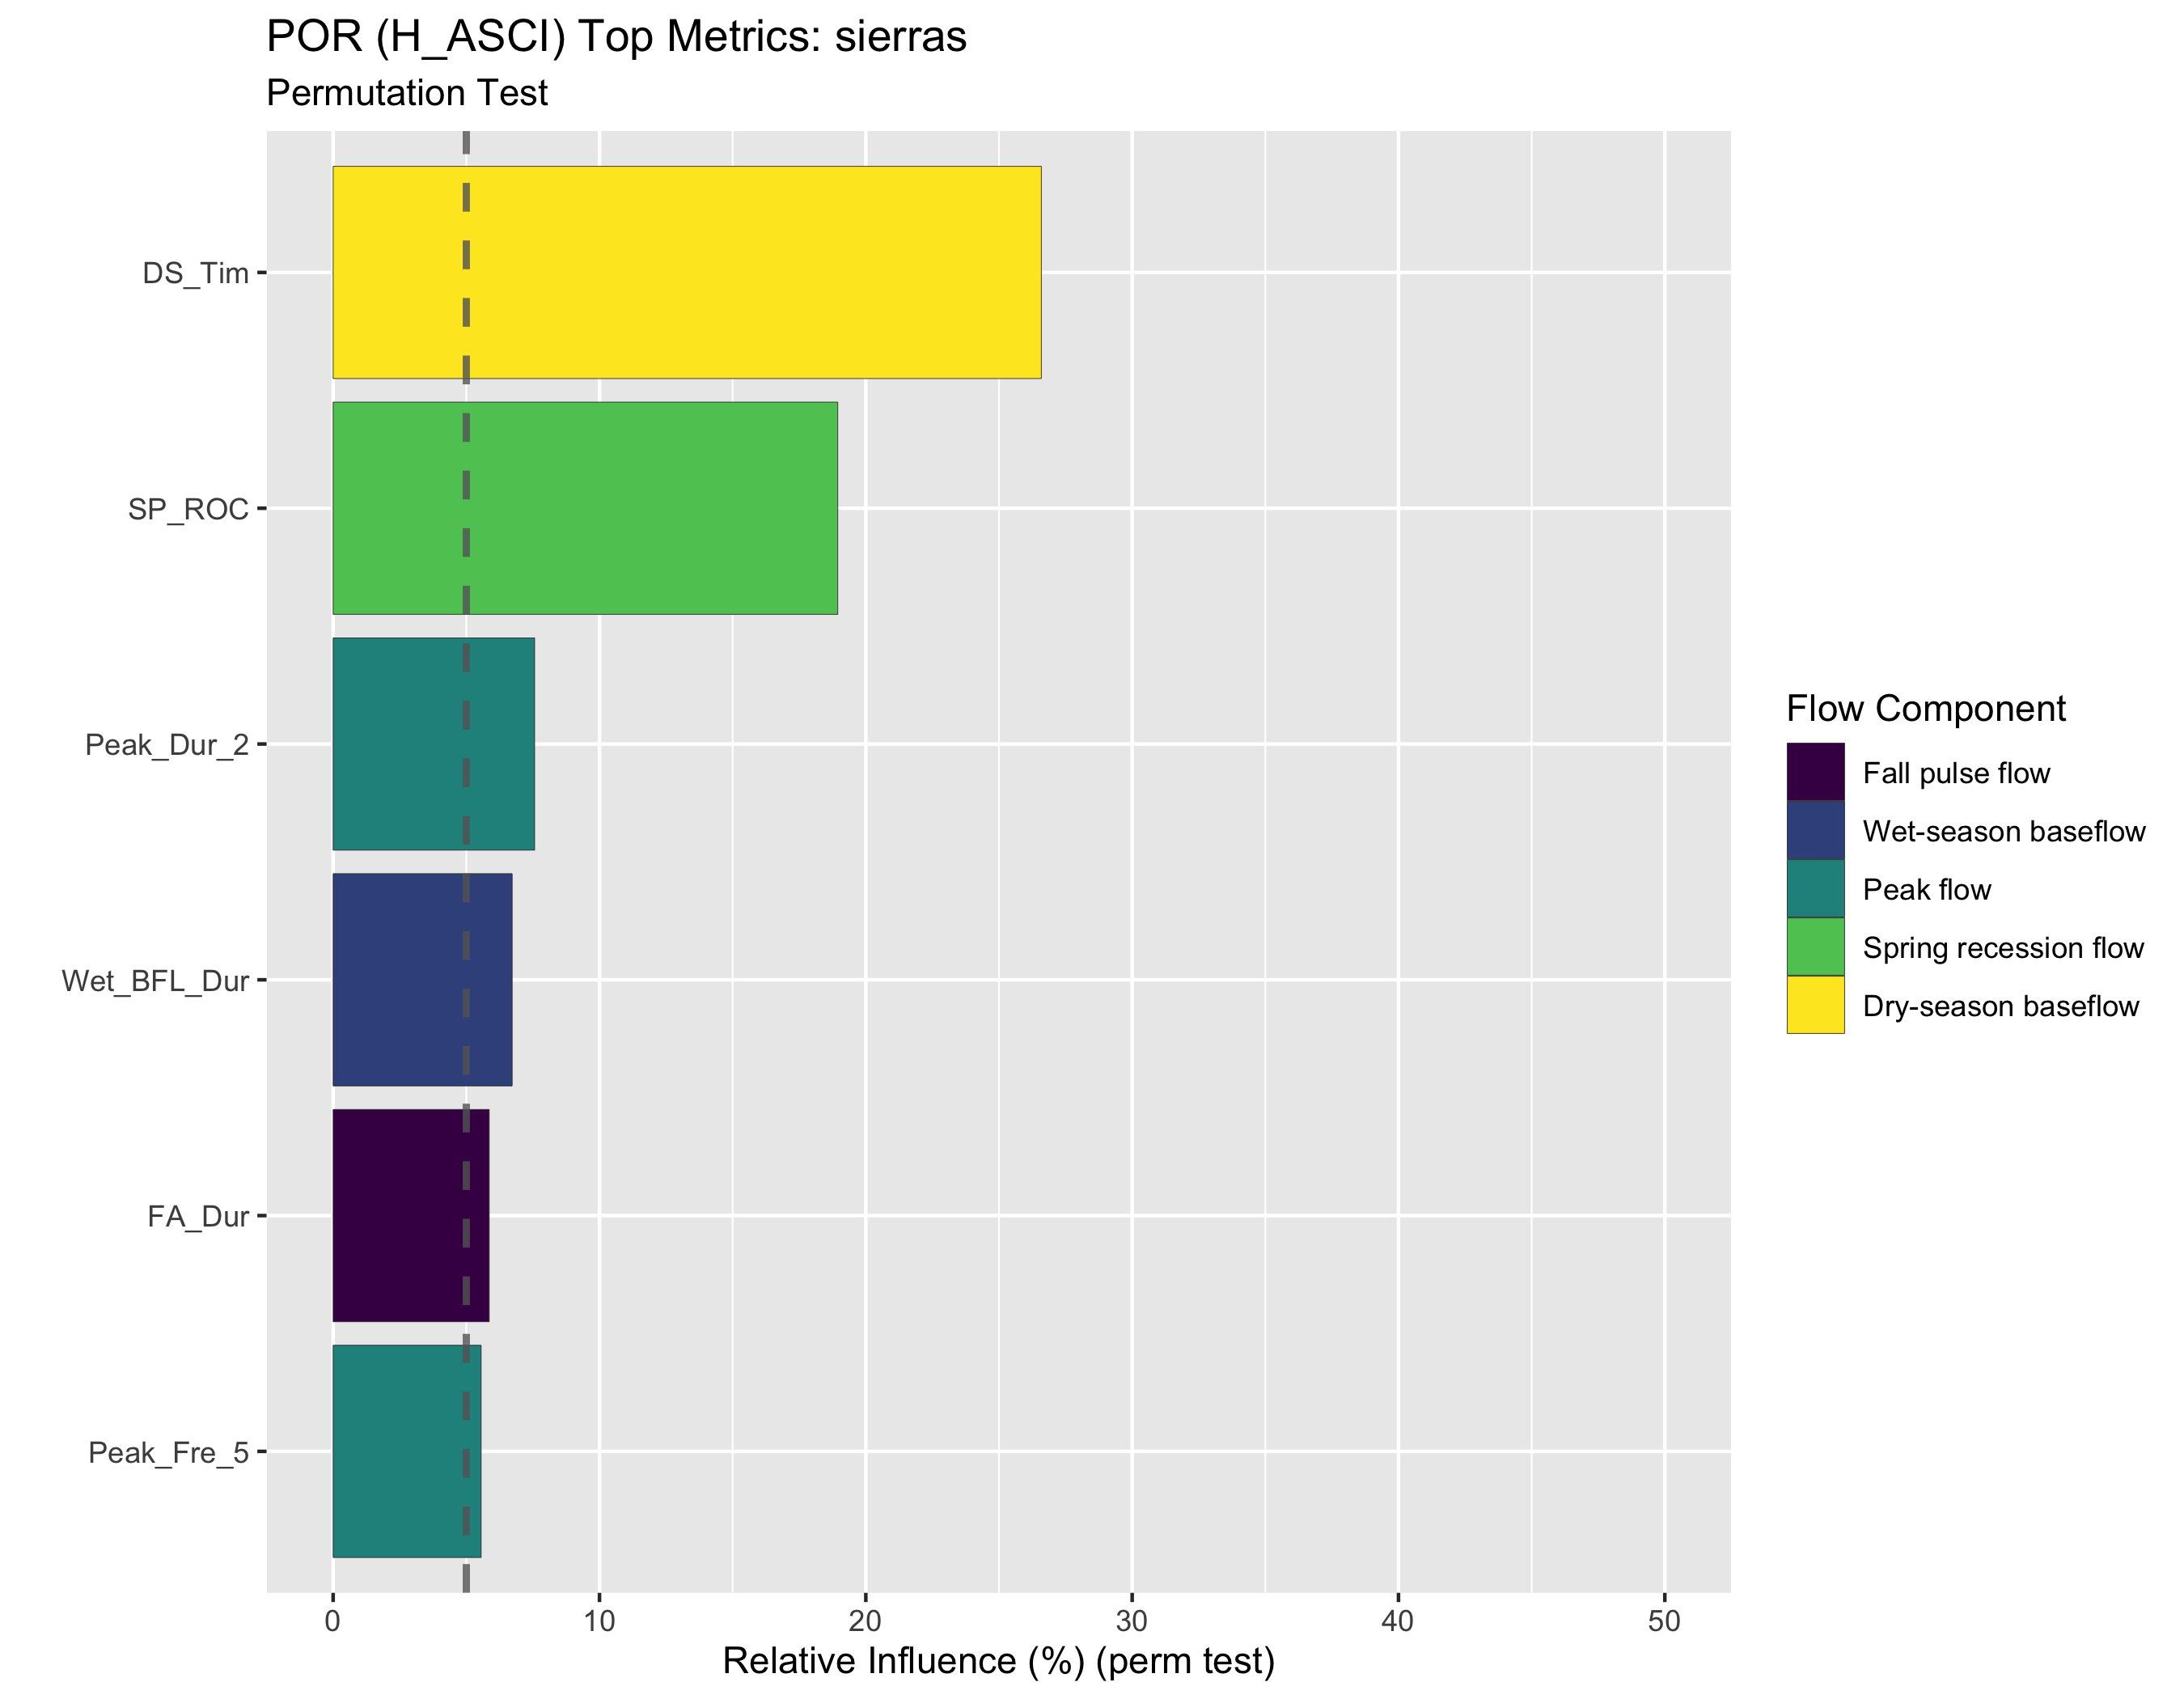 POR (H_ASCI) Top Metrics: sierras
Permutation Test
DS_Tim
SP_ROC
Peak_Dur_2
Wet_BFL_Dur
FA_Dur
Peak_Fre_5
0 10 20 30 40 50
Relative Influence (%) (perm test)
Flow Component
Fall pulse flow
Wet-season baseflow
Peak flow
Spring recession flow
Dry-season baseflow